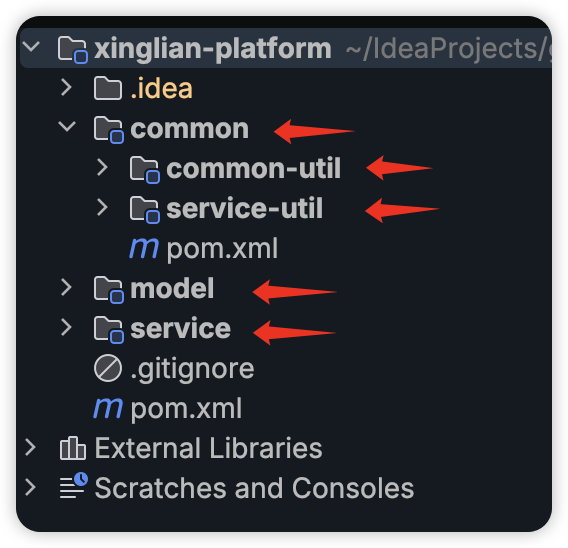 xinglian-platform ~/IdeaProjects/
.idea
common
common-util
service-util
m pom.xml
model
service
.gitignore
m pom.xml
External Libraries
Scratches and Consoles